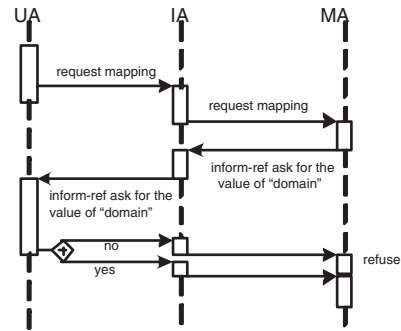 UA IA MA
request mapping
request mapping
inform-ref ask for the
value of “domain”
inform-ref ask for the
value of “domain”
no
yes
refuse